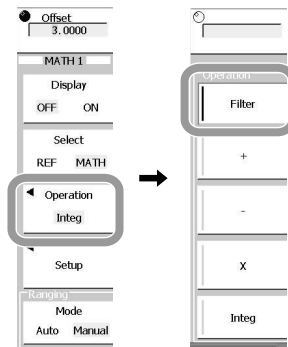 Offset
3.0000
MATH 1
Display
OFF ON
Select
REF MATH
Operation
Integ
Setup
Ranging
Mode
Auto Manual
Operation
Filter
+
-
X
Integ